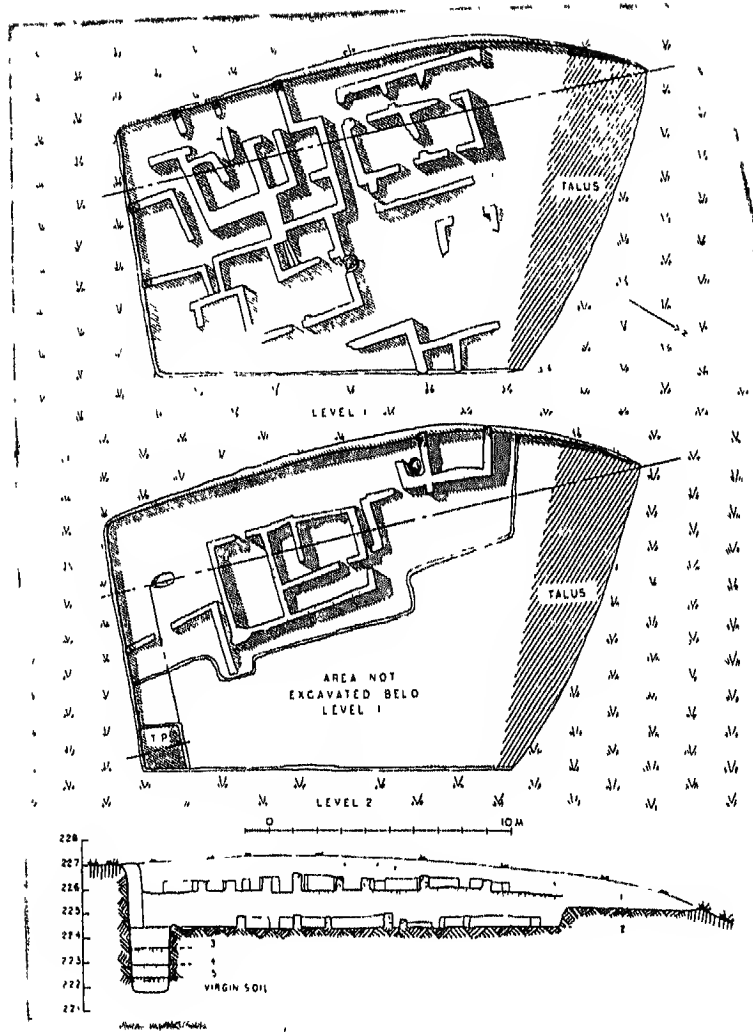 TALUS
N
LEVEL 1
TALUS
AREA NOT
EXCAVATED BELO
LEVEL 1
T P
LEVEL 2
0 10 M
228
227
226
225
224
223
222
221
1
2
3
4
5
VIRGIN SOIL